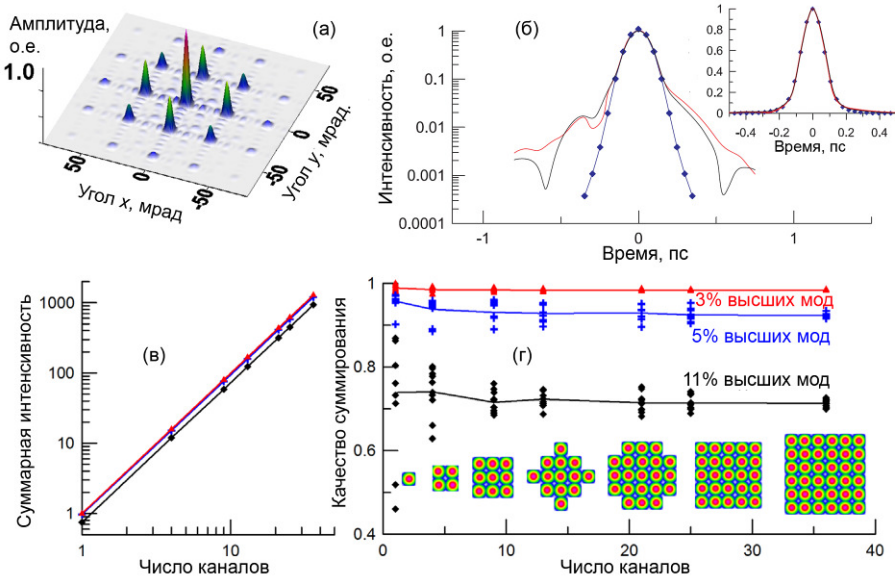 Амплитуда,
о.е.
1.0
(а)
50
0
-50
Угол x, мрад
50
0
-50
Угол y, мрад.
(б)
Интенсивность, о.е.
1
0.1
0.01
0.001
0.0001
-1
0
1
Время, пс
1
0.8
0.6
0.4
0.2
0
-0.4
-0.2
0
0.2
0.4
Время, пс
(в)
Суммарная интенсивность
1000
100
10
1
1
10
Число каналов
(г)
Качество суммирования
1
0.8
0.6
0.4
3% высших мод
5% высших мод
11% высших мод
0
10
20
30
40
Число каналов